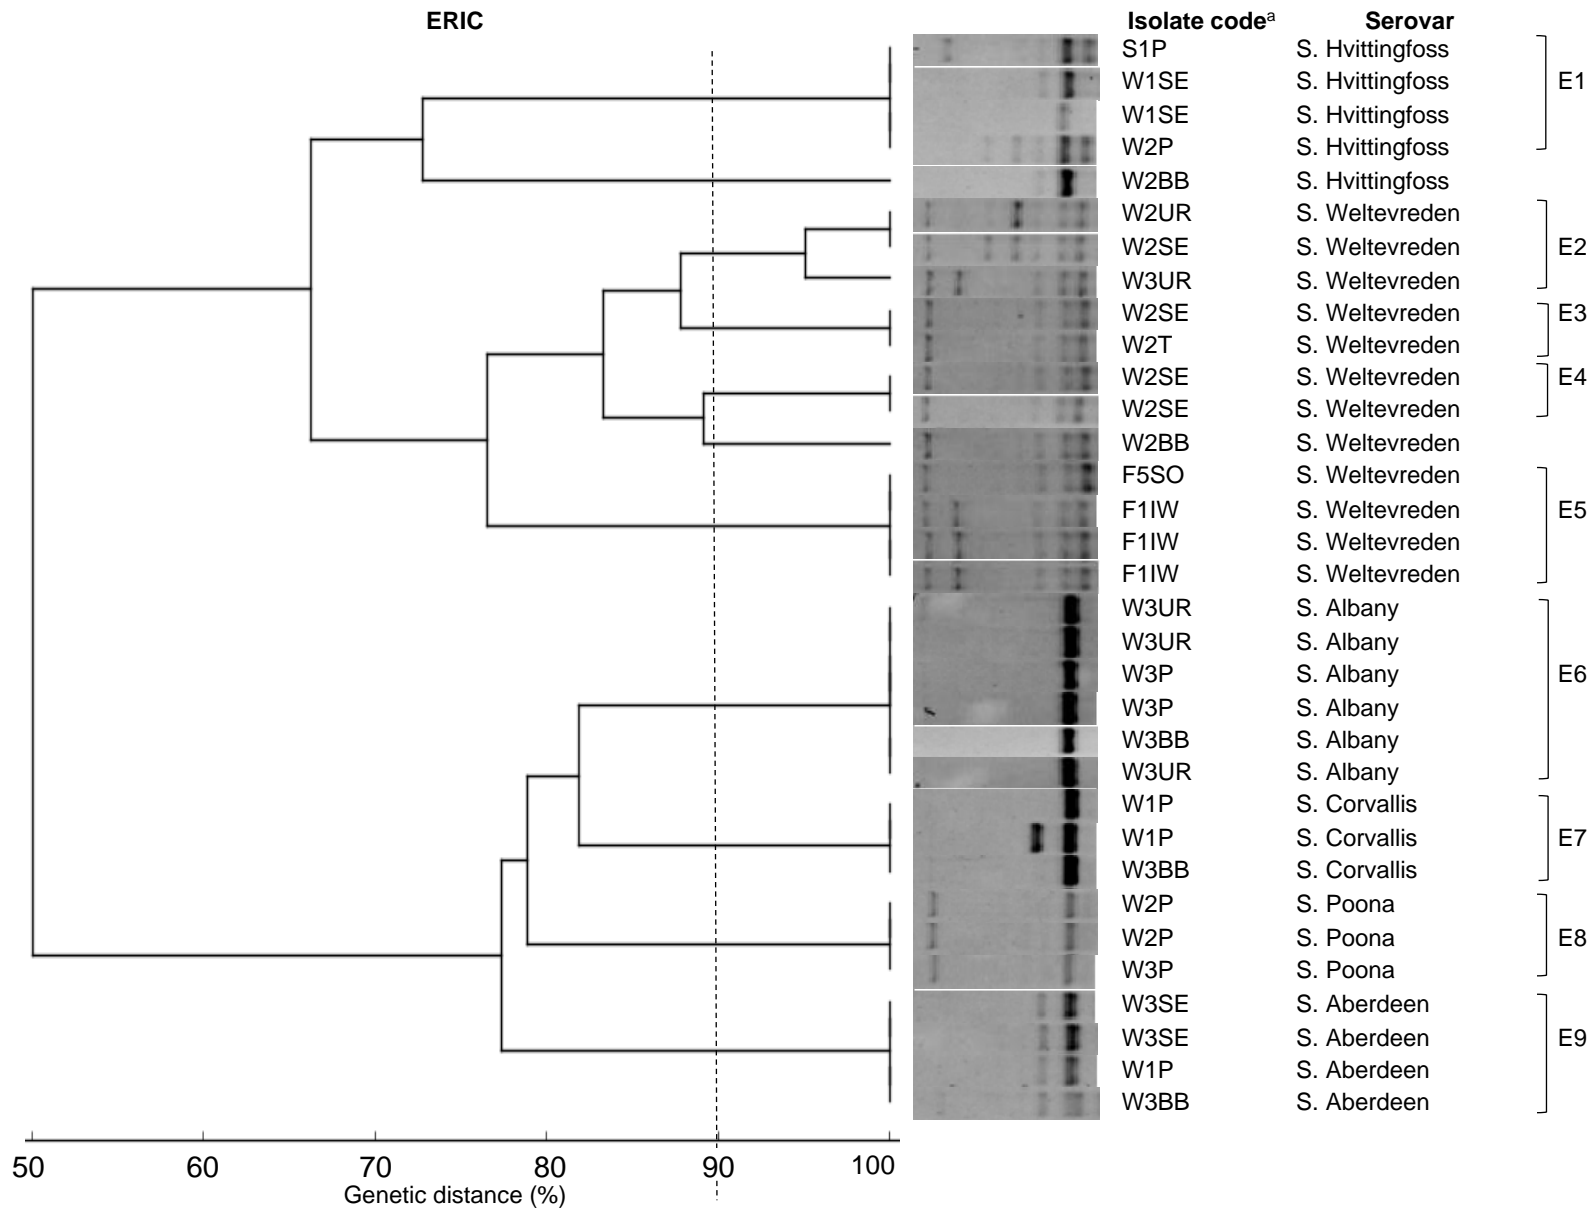 ERIC Isolate codeᵃ Serovar
S1P S. Hvittingfoss
W1SE S. Hvittingfoss E1
W1SE S. Hvittingfoss
W2P S. Hvittingfoss
W2BB S. Hvittingfoss
W2UR S. Weltevreden
W2SE S. Weltevreden E2
W3UR S. Weltevreden
W2SE S. Weltevreden E3
W2T S. Weltevreden
W2SE S. Weltevreden E4
W2SE S. Weltevreden
W2BB S. Weltevreden
F5SO S. Weltevreden
F1IW S. Weltevreden E5
F1IW S. Weltevreden
F1IW S. Weltevreden
W3UR S. Albany
W3UR S. Albany
W3P S. Albany E6
W3P S. Albany
W3BB S. Albany
W3UR S. Albany
W1P S. Corvallis
W1P S. Corvallis E7
W3BB S. Corvallis
W2P S. Poona
W2P S. Poona E8
W3P S. Poona
W3SE S. Aberdeen
W3SE S. Aberdeen E9
W1P S. Aberdeen
W3BB S. Aberdeen
50 60 70 80 90 100
Genetic distance (%)